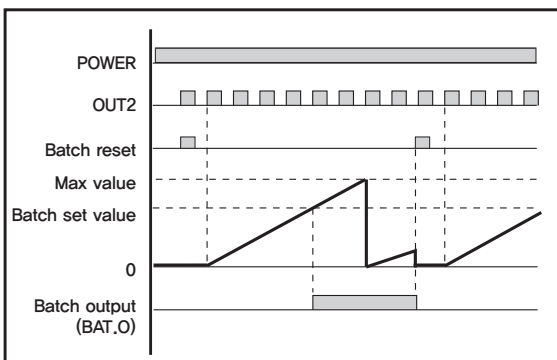 POWER
OUT2
Batch reset
Max value
Batch set value
0
Batch output
(BAT.O)